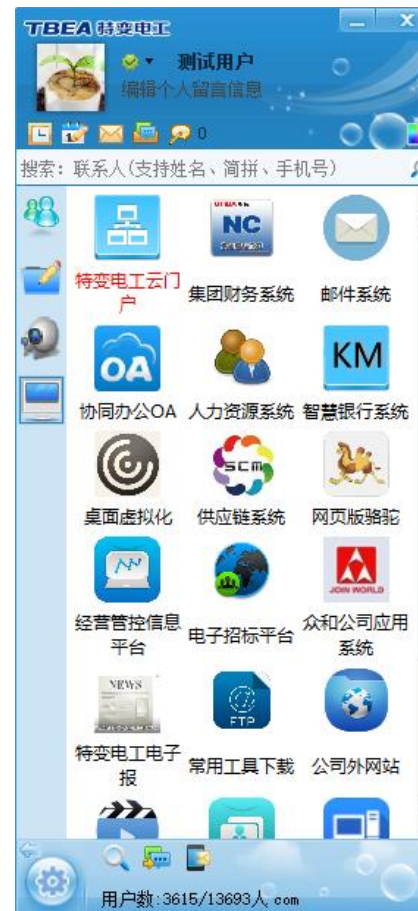 TBEA 特变电工
测试用户
编辑个人留言信息
0
搜索：联系人(支持姓名、简拼、手机号)
NC
特变电工云门户
集团财务系统
邮件系统
OA
KM
协同办公OA
人力资源系统
智慧银行系统
SCM
桌面虚拟化
供应链系统
网页版骆驼
JOIN WORLD
经营管控信息平台
电子招标平台
众和公司应用系统
NEWS
FTP
特变电工电子报
常用工具下载
公司外网站
用户数:3615/13693人 com